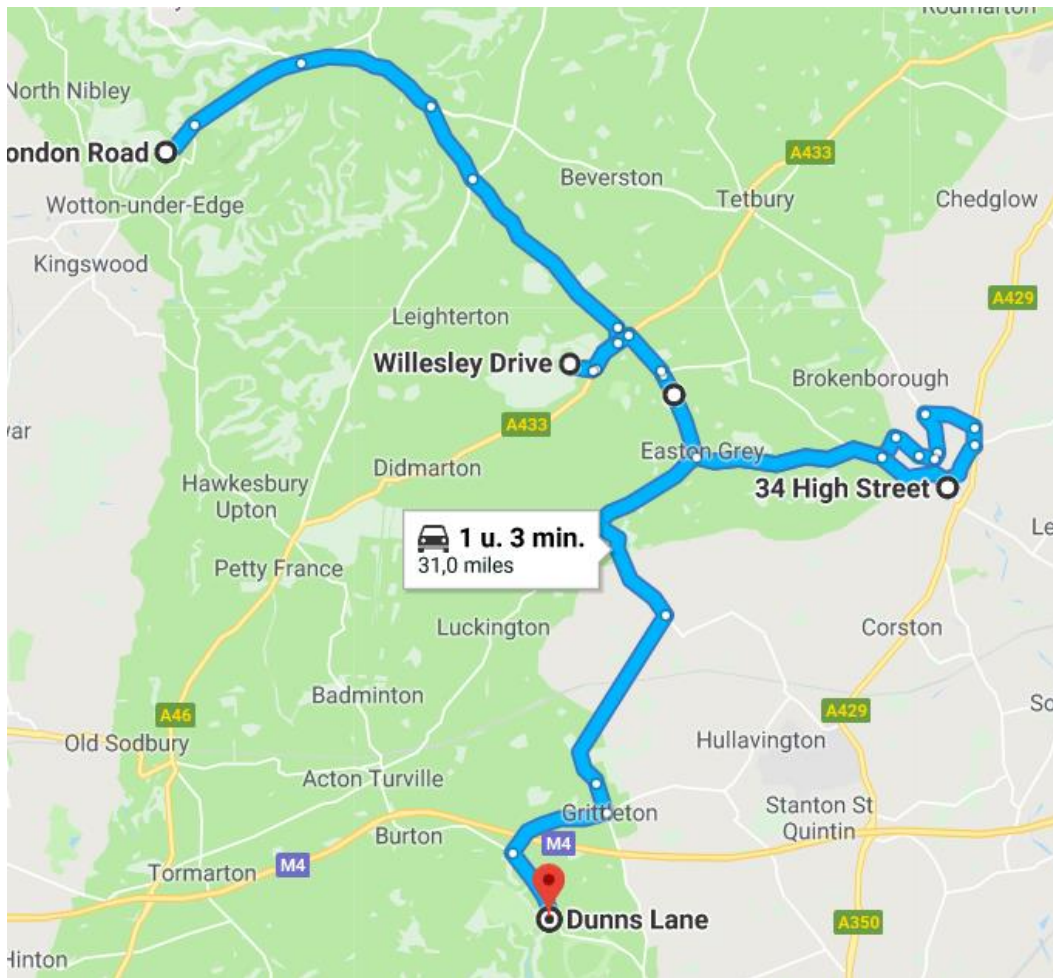 Rodmarton
North Nibley
ondon Road
A433
Beverston
Tetbury
Chedglow
Wotton-under-Edge
Kingswood
A429
Leighterton
Willesley Drive
Brokenborough
A433
var
Easton Grey
Didmarton
Hawkesbury
Upton
34 High Street
Le
1 u. 3 min.
31,0 miles
Petty France
Luckington
Corston
Badminton
So
A46
A429
Old Sodbury
Hullavington
Acton Turville
Grittleton
Stanton St
Quintin
Burton
M4
M4
Tormarton
Dunns Lane
A350
Hinton